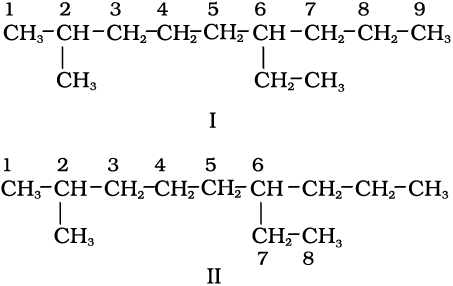 1 2 3 4 5 6 7 8 9
CH₃-CH-CH₂-CH₂-CH₂-CH-CH₂-CH₂-CH₃
CH₃ CH₂-CH₃
I
1 2 3 4 5 6
CH₃-CH-CH₂-CH₂-CH₂-CH-CH₂-CH₂-CH₃
CH₃ CH₂-CH₃
7 8
II